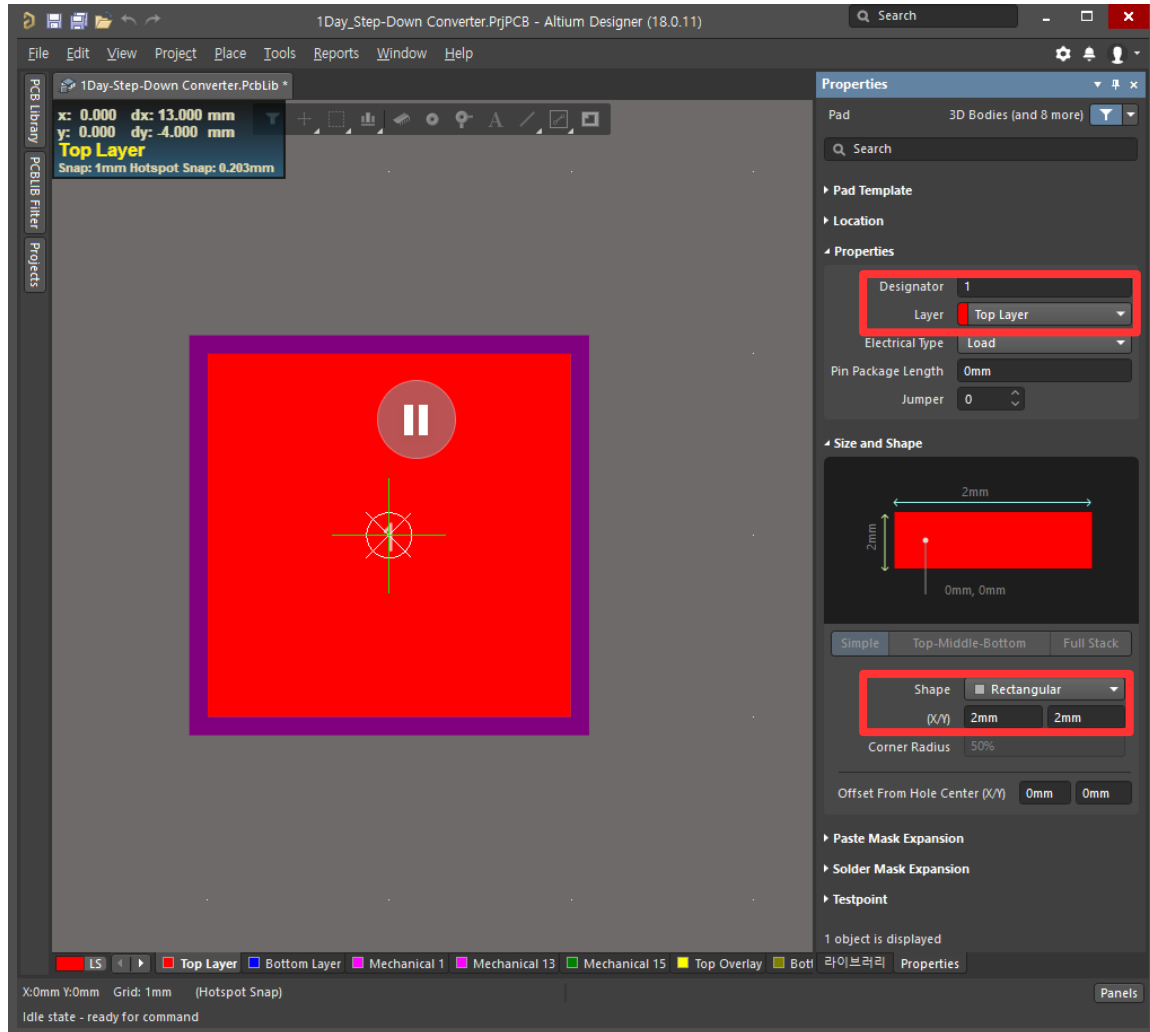 1Day_Step-Down Converter.PrjPCB - Altium Designer (18.0.11)
Search
File Edit View Project Place Tools Reports Window Help
1Day-Step-Down Converter.PcbLib *
PCB Library
PCBLIB Filter
Projects
x: 0.000 dx: 13.000 mm
y: 0.000 dy: -4.000 mm
Top Layer
Snap: 1mm Hotspot Snap: 0.203mm
1
Properties
Pad 3D Bodies (and 8 more)
Search
Pad Template
Location
Properties
Designator 1
Layer Top Layer
Electrical Type Load
Pin Package Length 0mm
Jumper 0
Size and Shape
2mm
2mm
0mm, 0mm
Simple Top-Middle-Bottom Full Stack
Shape Rectangular
(X/Y) 2mm 2mm
Corner Radius 50%
Offset From Hole Center (X/Y) 0mm 0mm
Paste Mask Expansion
Solder Mask Expansion
Testpoint
1 object is displayed
LS Top Layer Bottom Layer Mechanical 1 Mechanical 13 Mechanical 15 Top Overlay Bott
라이브러리 Properties
X:0mm Y:0mm Grid: 1mm (Hotspot Snap)
Panels
Idle state - ready for command